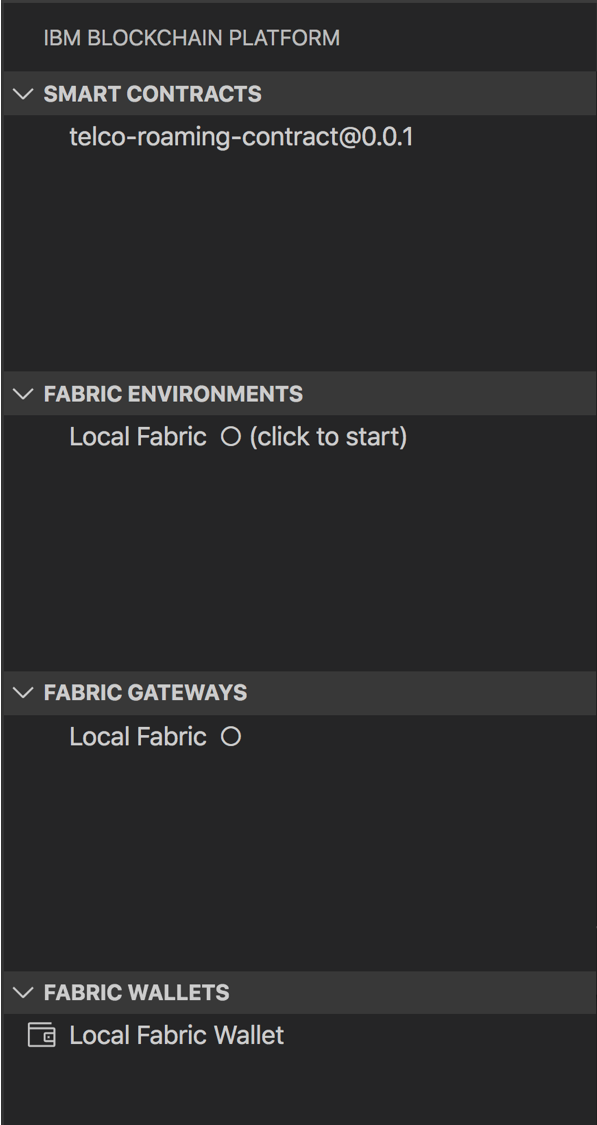 IBM BLOCKCHAIN PLATFORM
SMART CONTRACTS
telco-roaming-contract@0.0.1
FABRIC ENVIRONMENTS
Local Fabric ○ (click to start)
FABRIC GATEWAYS
Local Fabric ○
FABRIC WALLETS
Local Fabric Wallet